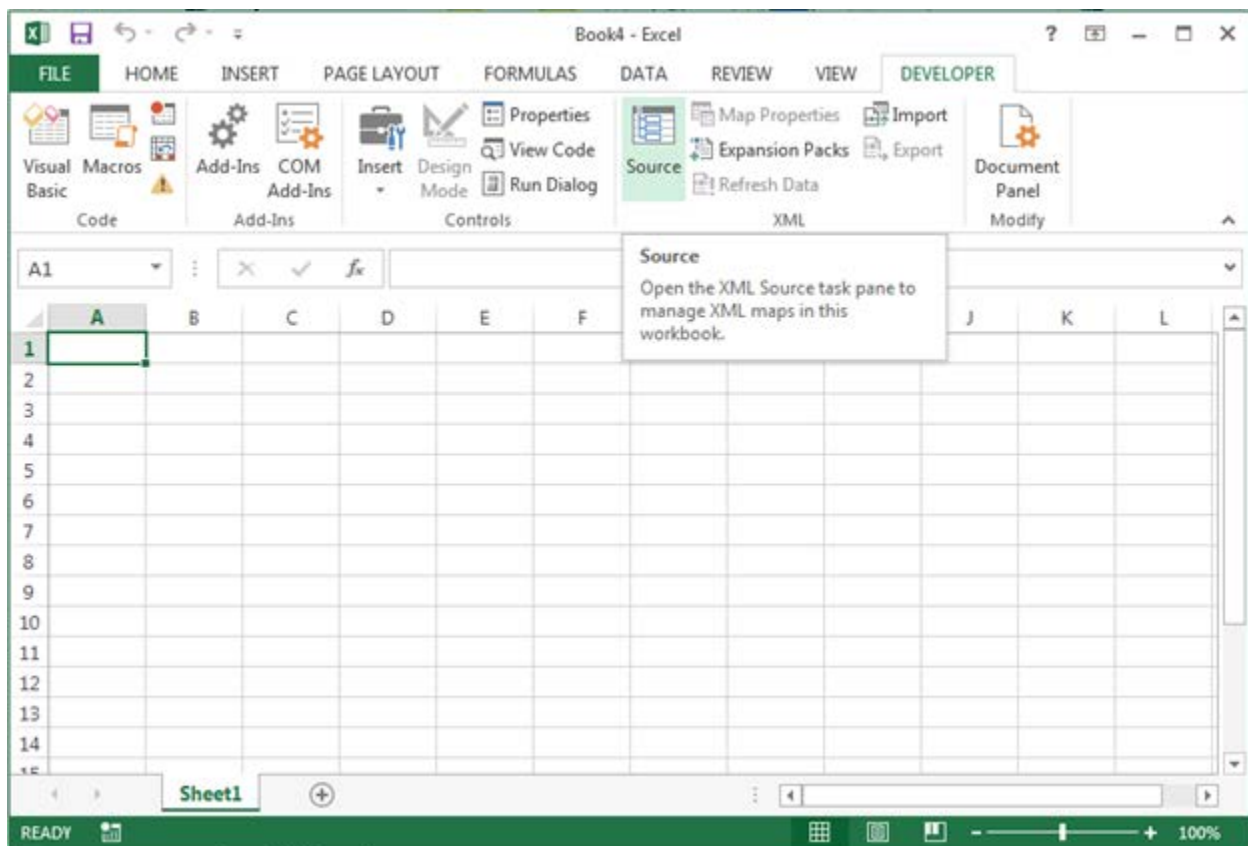 Book4 - Excel
?
FILE HOME INSERT PAGE LAYOUT FORMULAS DATA REVIEW VIEW DEVELOPER
Visual Basic
Macros
Code
Add-Ins
COM Add-Ins
Add-Ins
Insert
Design Mode
Properties
View Code
Run Dialog
Controls
Source
Map Properties
Expansion Packs
Refresh Data
Import
Export
XML
Document Panel
Modify
A1
fx
Source
Open the XML Source task pane to
manage XML maps in this
workbook.
A B C D E F J K L
1
2
3
4
5
6
7
8
9
10
11
12
13
14
15
Sheet1
READY
100%